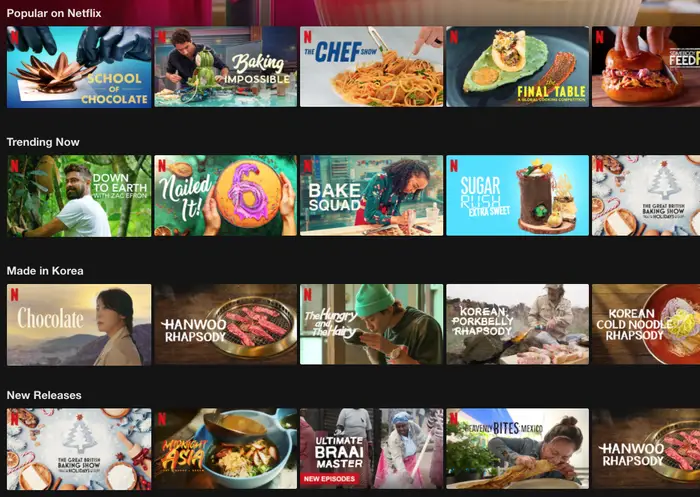 Popular on Netflix
N
SCHOOL
OF
CHOCOLATE
N
Baking
IMPOSSIBLE
N
THE CHEF SHOW
N
the
FINAL TABLE
A GLOBAL COOKING COMPETITION
N
SOMEBODY
FEED
Trending Now
N
DOWN
TO EARTH
WITH ZAC EFRON
N
Nailed
It!
6
N
BAKE
SQUAD
N
SUGAR
RUSH
EXTRA SWEET
N
THE GREAT BRITISH
BAKING SHOW
HOLIDAYS
Made in Korea
N
Chocolate
HANWOO
RHAPSODY
N
The Hungry
and The Hairy
KOREAN
PORKBELLY
RHAPSODY
KOREAN
COLD NOODLE
RHAPSODY
New Releases
N
THE GREAT BRITISH
BAKING SHOW
HOLIDAYS
N
MIDNIGHT
ASIA
The
ULTIMATE
BRAAI
MASTER
NEW EPISODES
N
HEAVENLY BITES MEXICO
HANWOO
RHAPSODY